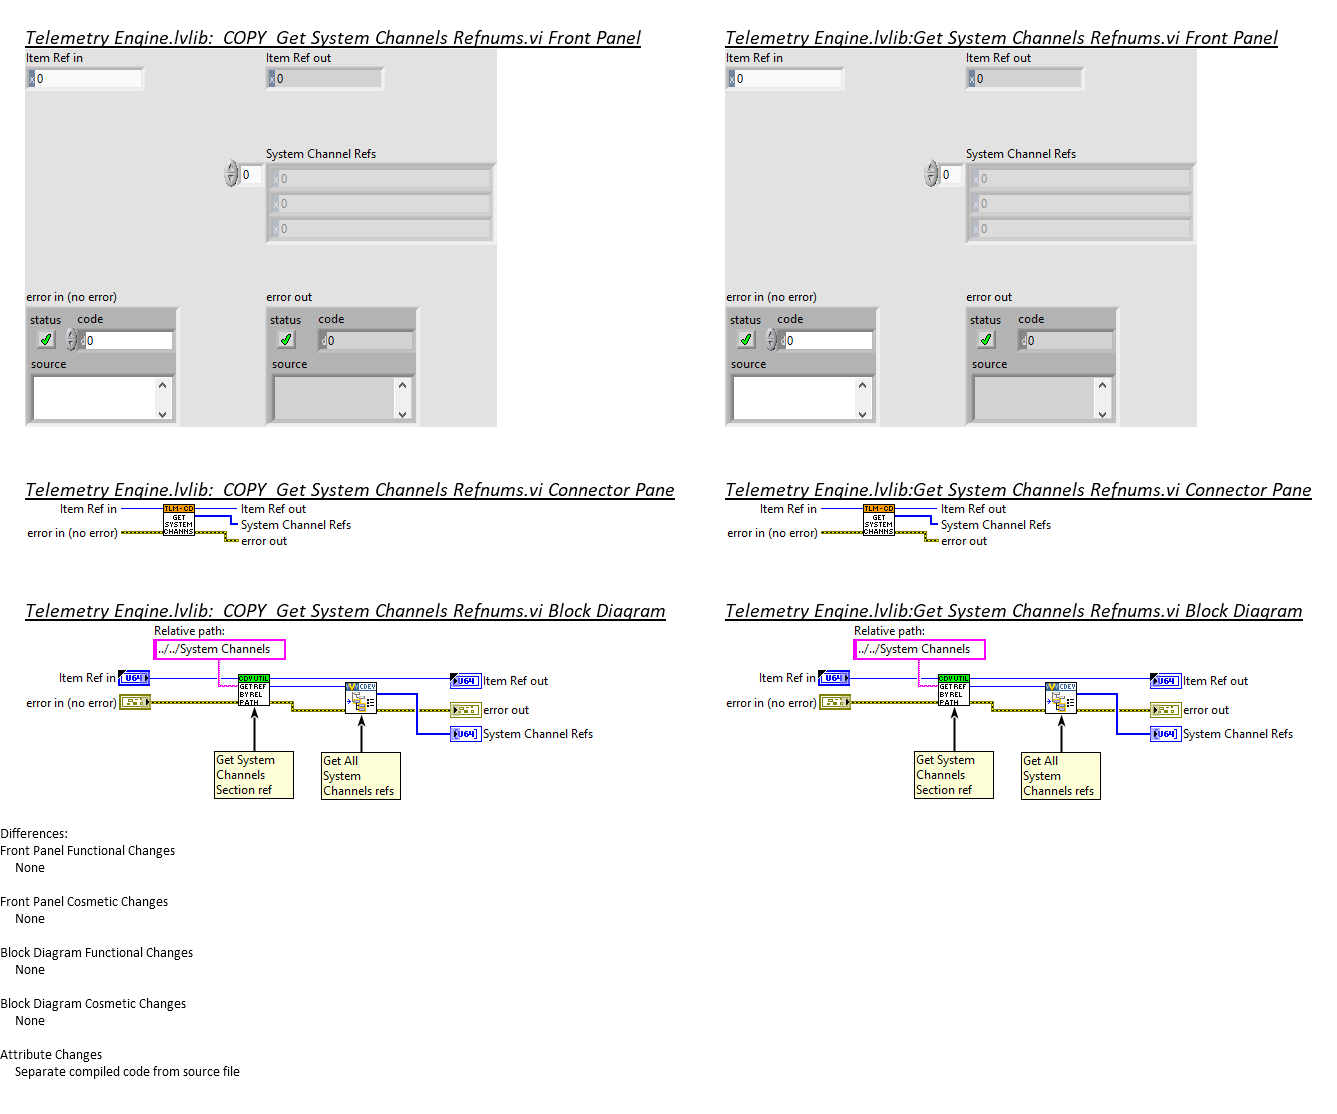 Telemetry Engine.lvlib:  COPY  Get System Channels Refnums.vi Front Panel
Item Ref in
Item Ref out
x 0
x 0
System Channel Refs
0
x 0
x 0
x 0
error in (no error)
error out
status
code
status
code
d 0
d 0
source
source
Telemetry Engine.lvlib:Get System Channels Refnums.vi Front Panel
Item Ref in
Item Ref out
x 0
x 0
System Channel Refs
0
x 0
x 0
x 0
error in (no error)
error out
status
code
status
code
d 0
d 0
source
source
Telemetry Engine.lvlib:  COPY  Get System Channels Refnums.vi Connector Pane
Item Ref in
TLM - CD
GET
SYSTEM
CHANNS
Item Ref out
System Channel Refs
error in (no error)
error out
Telemetry Engine.lvlib:Get System Channels Refnums.vi Connector Pane
Item Ref in
TLM - CD
GET
SYSTEM
CHANNS
Item Ref out
System Channel Refs
error in (no error)
error out
Telemetry Engine.lvlib:  COPY  Get System Channels Refnums.vi Block Diagram
Relative path:
../../System Channels
Item Ref in
U64
error in (no error)
CDV UTIL
GET REF
BY REL
PATH
CDEV
U64
Item Ref out
error out
U64
System Channel Refs
Get System
Channels
Section ref
Get All
System
Channels refs
Telemetry Engine.lvlib:Get System Channels Refnums.vi Block Diagram
Relative path:
../../System Channels
Item Ref in
U64
error in (no error)
CDV UTIL
GET REF
BY REL
PATH
CDEV
U64
Item Ref out
error out
U64
System Channel Refs
Get System
Channels
Section ref
Get All
System
Channels refs
Differences:
Front Panel Functional Changes
None
Front Panel Cosmetic Changes
None
Block Diagram Functional Changes
None
Block Diagram Cosmetic Changes
None
Attribute Changes
Separate compiled code from source file